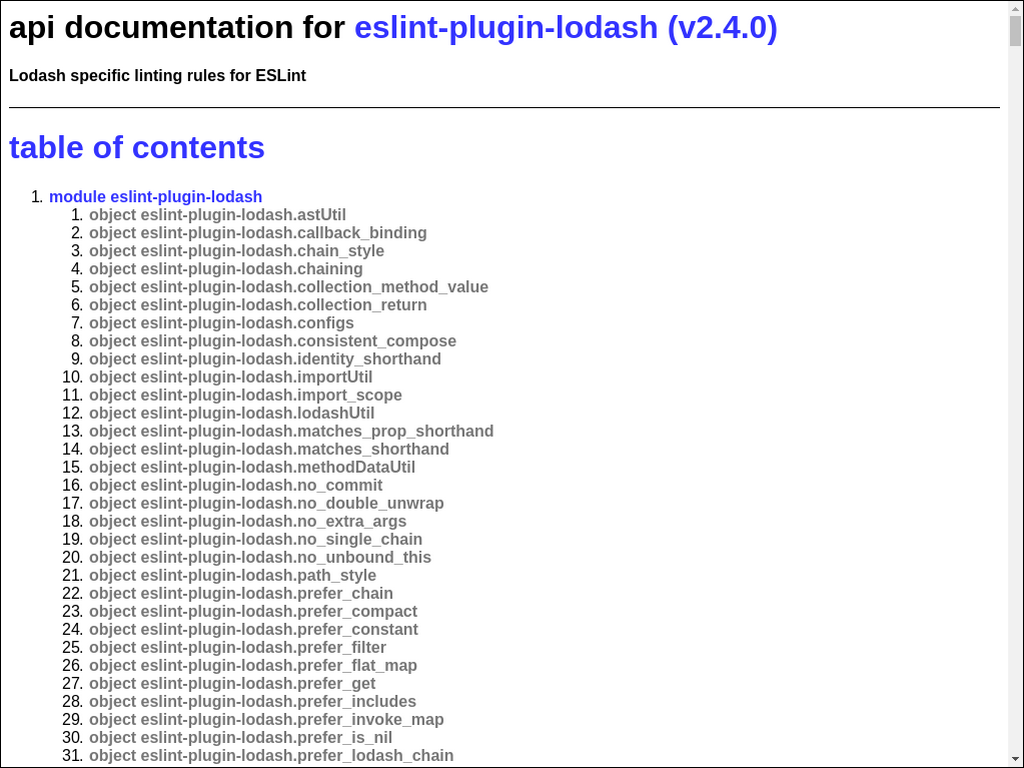 api documentation for eslint-plugin-lodash (v2.4.0)
Lodash specific linting rules for ESLint
table of contents
1. module eslint-plugin-lodash
1. object eslint-plugin-lodash.astUtil
2. object eslint-plugin-lodash.callback_binding
3. object eslint-plugin-lodash.chain_style
4. object eslint-plugin-lodash.chaining
5. object eslint-plugin-lodash.collection_method_value
6. object eslint-plugin-lodash.collection_return
7. object eslint-plugin-lodash.configs
8. object eslint-plugin-lodash.consistent_compose
9. object eslint-plugin-lodash.identity_shorthand
10. object eslint-plugin-lodash.importUtil
11. object eslint-plugin-lodash.import_scope
12. object eslint-plugin-lodash.lodashUtil
13. object eslint-plugin-lodash.matches_prop_shorthand
14. object eslint-plugin-lodash.matches_shorthand
15. object eslint-plugin-lodash.methodDataUtil
16. object eslint-plugin-lodash.no_commit
17. object eslint-plugin-lodash.no_double_unwrap
18. object eslint-plugin-lodash.no_extra_args
19. object eslint-plugin-lodash.no_single_chain
20. object eslint-plugin-lodash.no_unbound_this
21. object eslint-plugin-lodash.path_style
22. object eslint-plugin-lodash.prefer_chain
23. object eslint-plugin-lodash.prefer_compact
24. object eslint-plugin-lodash.prefer_constant
25. object eslint-plugin-lodash.prefer_filter
26. object eslint-plugin-lodash.prefer_flat_map
27. object eslint-plugin-lodash.prefer_get
28. object eslint-plugin-lodash.prefer_includes
29. object eslint-plugin-lodash.prefer_invoke_map
30. object eslint-plugin-lodash.prefer_is_nil
31. object eslint-plugin-lodash.prefer_lodash_chain